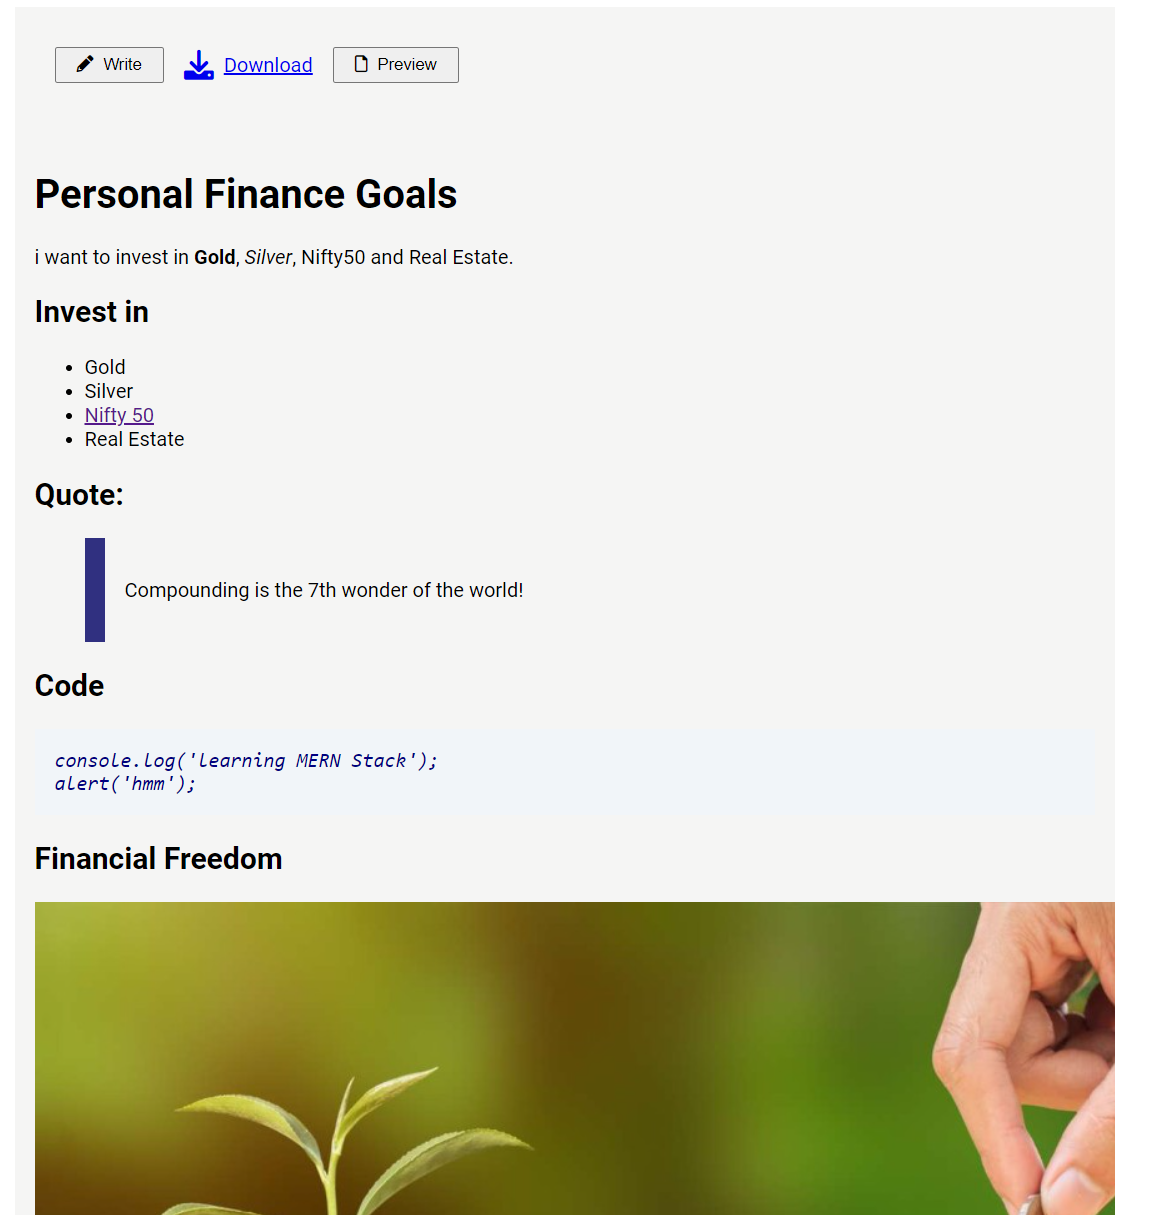 Write Download Preview
Personal Finance Goals
i want to invest in Gold, Silver, Nifty50 and Real Estate.
Invest in
Gold
Silver
Nifty 50
Real Estate
Quote:
Compounding is the 7th wonder of the world!
Code
console.log('learning MERN Stack');
alert('hmm');
Financial Freedom